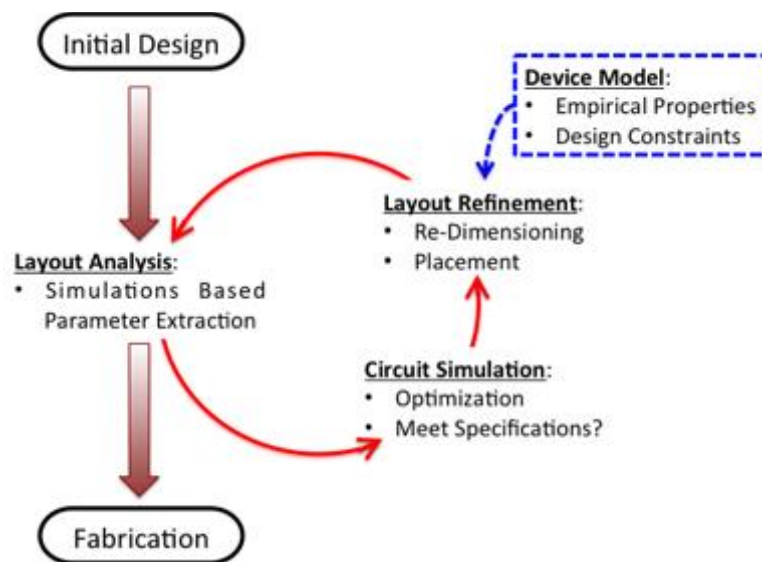 Initial Design
Device Model:
• Empirical Properties
• Design Constraints
Layout Refinement:
• Re-Dimensioning
• Placement
Layout Analysis:
• Simulations Based
Parameter Extraction
Circuit Simulation:
• Optimization
• Meet Specifications?
Fabrication